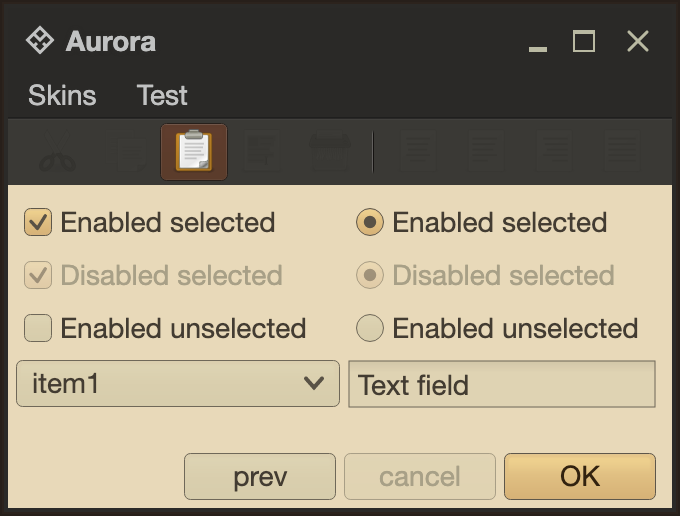 Aurora
Skins Test
Enabled selected Enabled selected
Disabled selected Disabled selected
Enabled unselected Enabled unselected
item1 Text field
prev cancel OK